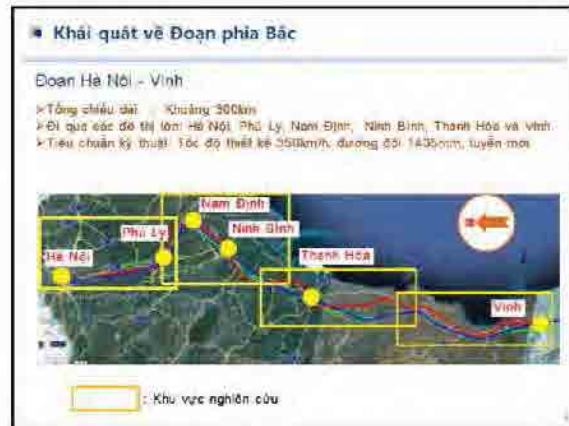 Khái quát về Đoạn phía Bắc
Đoạn Hà Nội - Vinh
➢Tổng chiều dài : Khoảng 300km
➢Đi qua các đô thị lớn: Hà Nội, Phủ Lý, Nam Định, Ninh Bình, Thanh Hóa và Vinh
➢Tiêu chuẩn kỹ thuật: Tốc độ thiết kế 350km/h, đường đôi 1435mm, tuyến mới
Nam Định
Phủ Lý
Ninh Bình
Hà Nội
Thanh Hóa
Vinh
: Khu vực nghiên cứu